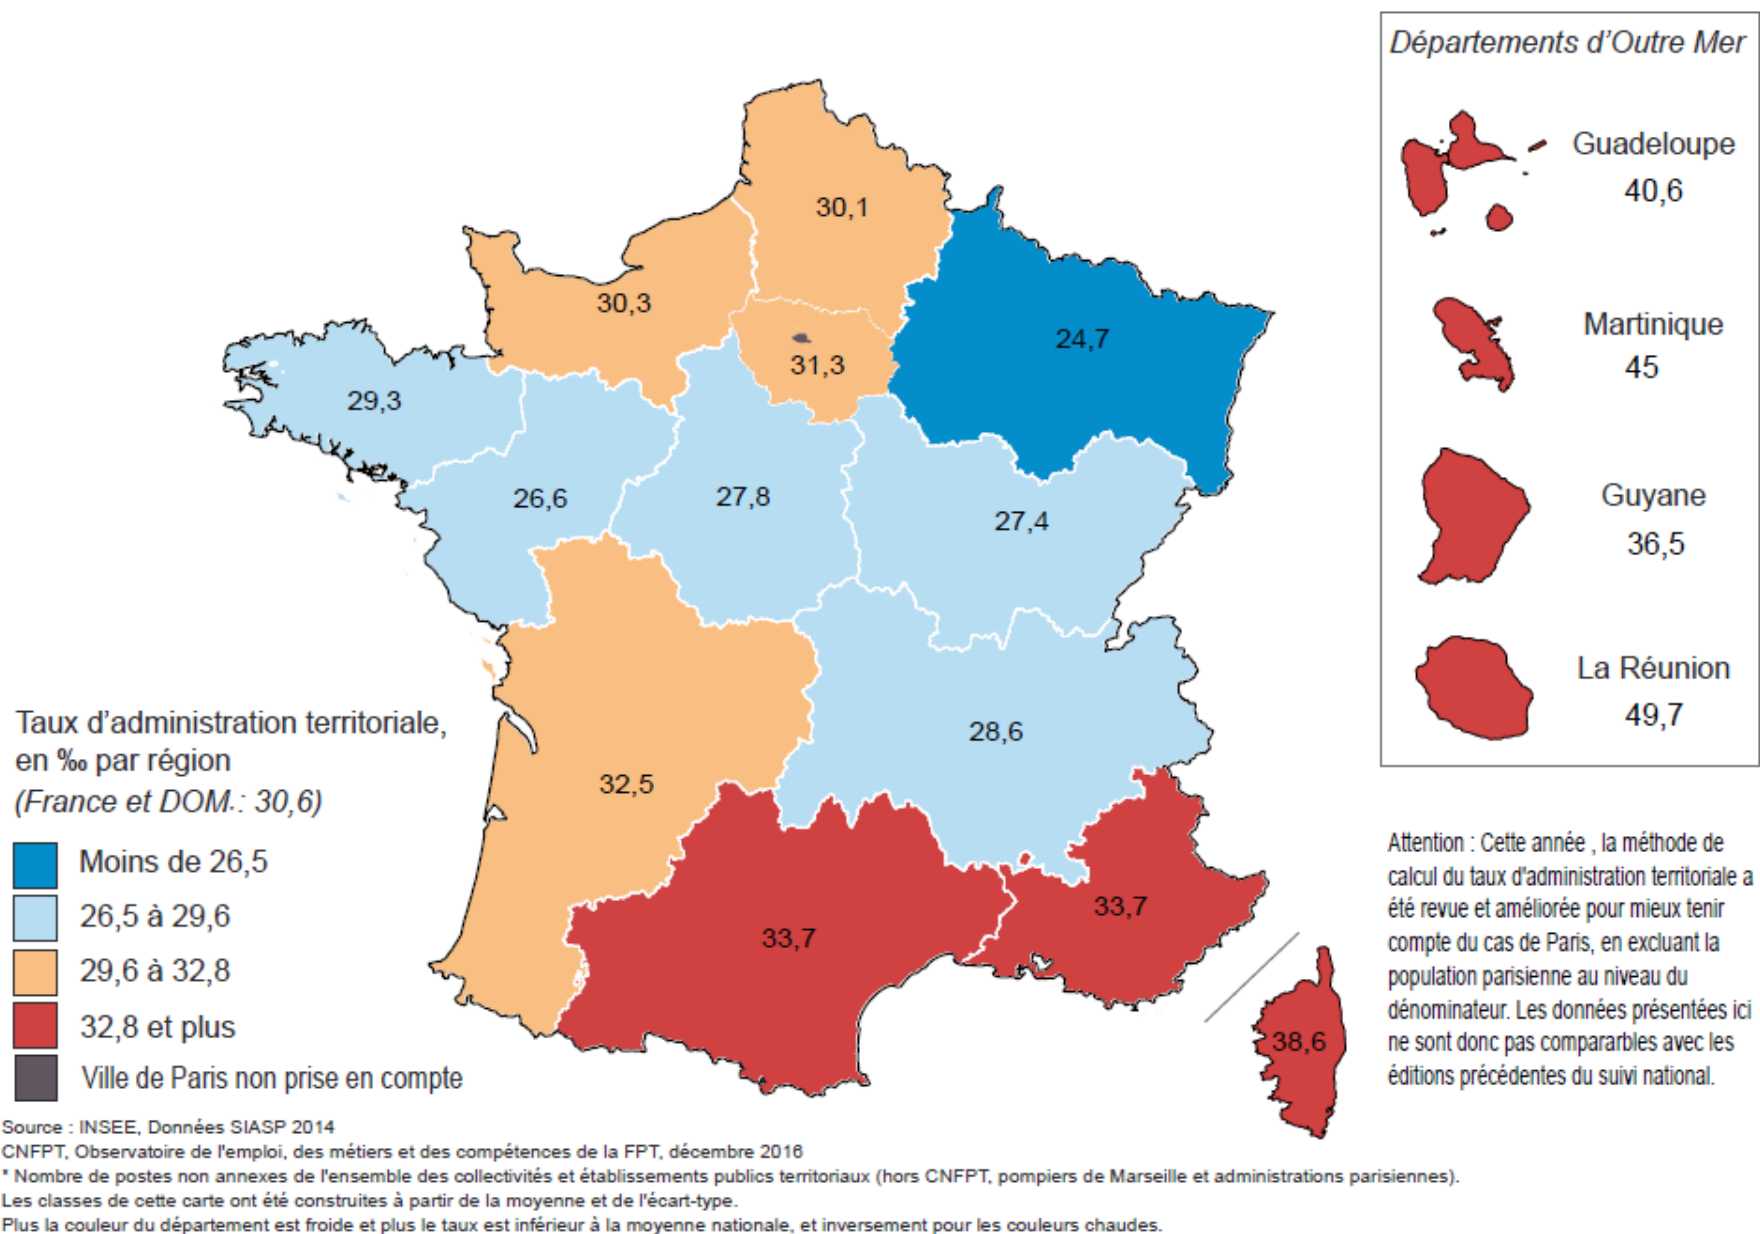 Départements d'Outre Mer
Guadeloupe
40,6
Martinique
45
Guyane
36,5
La Réunion
49,7
30,1
30,3
24,7
31,3
29,3
26,6
27,8
27,4
28,6
32,5
33,7
33,7
38,6
Taux d'administration territoriale,
en ‰ par région
(France et DOM.: 30,6)
Moins de 26,5
26,5 à 29,6
29,6 à 32,8
32,8 et plus
Ville de Paris non prise en compte
Attention : Cette année , la méthode de
calcul du taux d'administration territoriale a
été revue et améliorée pour mieux tenir
compte du cas de Paris, en excluant la
population parisienne au niveau du
dénominateur. Les données présentées ici
ne sont donc pas compararbles avec les
éditions précédentes du suivi national.
Source : INSEE, Données SIASP 2014
CNFPT, Observatoire de l'emploi, des métiers et des compétences de la FPT, décembre 2016
* Nombre de postes non annexes de l'ensemble des collectivités et établissements publics territoriaux (hors CNFPT, pompiers de Marseille et administrations parisiennes).
Les classes de cette carte ont été construites à partir de la moyenne et de l'écart-type.
Plus la couleur du département est froide et plus le taux est inférieur à la moyenne nationale, et inversement pour les couleurs chaudes.